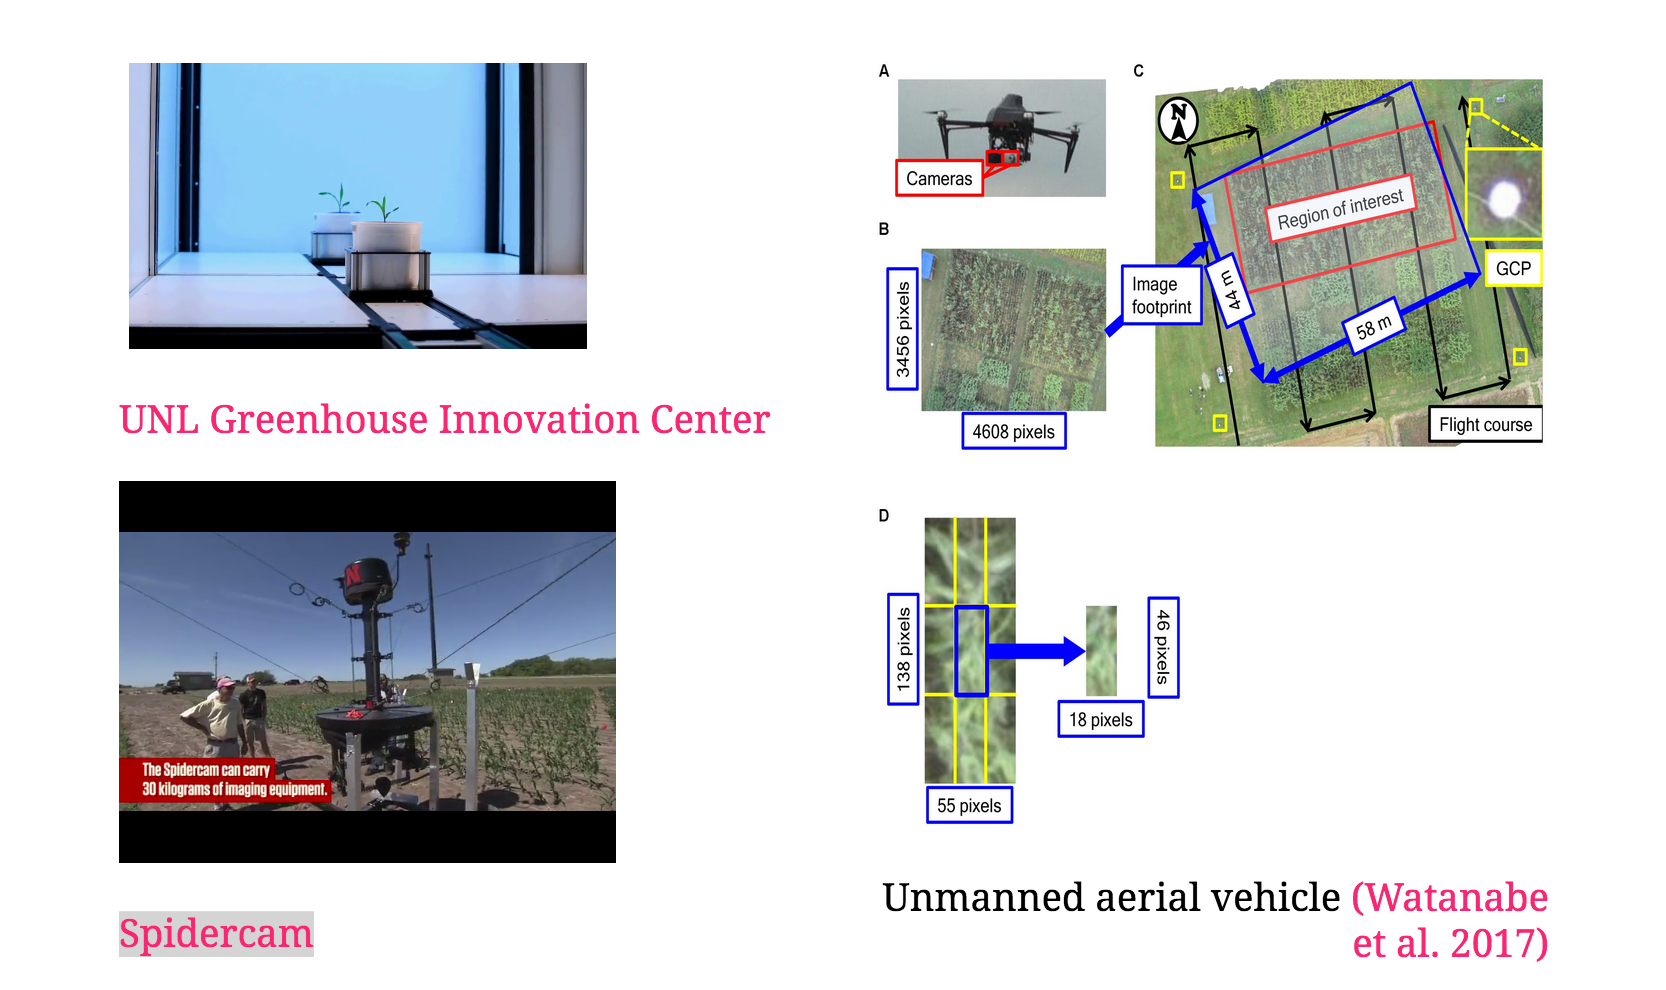 UNL Greenhouse Innovation Center
N
The Spidercam can carry
30 kilograms of imaging equipment.
Spidercam
A
Cameras
B
3456 pixels
4608 pixels
C
N
Region of interest
Image
footprint
44 m
58 m
GCP
Flight course
D
138 pixels
55 pixels
46 pixels
18 pixels
Unmanned aerial vehicle (Watanabe
et al. 2017)